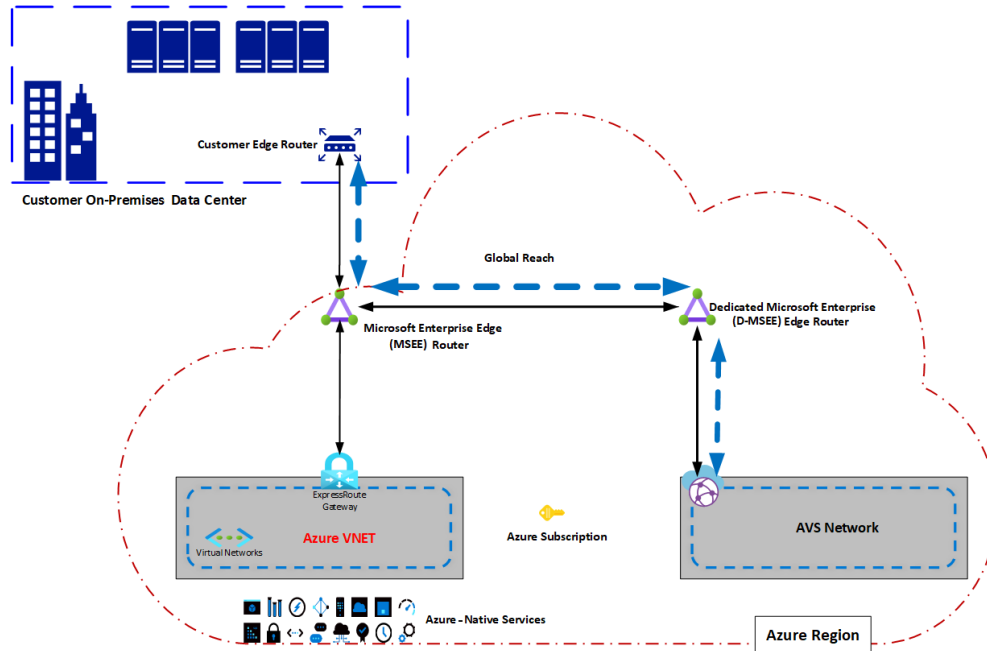 Customer Edge Router
Customer On-Premises Data Center
Global Reach
Dedicated Microsoft Enterprise
(D-MSEE) Edge Router
Microsoft Enterprise Edge
(MSEE) Router
ExpressRoute
Gateway
Azure VNET
Virtual Networks
Azure Subscription
AVS Network
Azure – Native Services
Azure Region